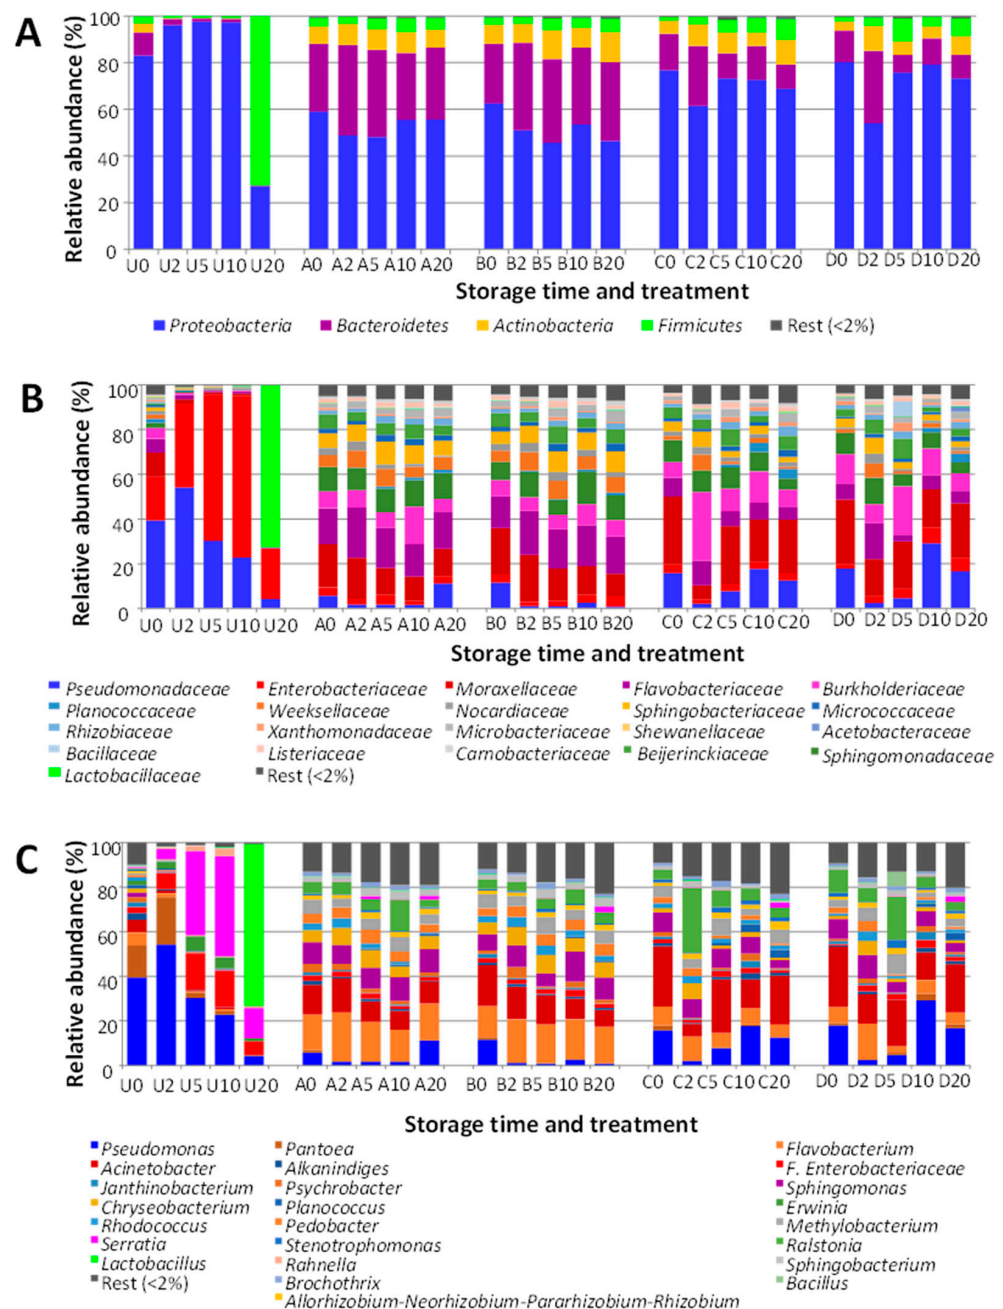 A
Relative abundance (%)
100
80
60
40
20
0
U0 U2 U5 U10 U20 A0 A2 A5 A10 A20 B0 B2 B5 B10 B20 C0 C2 C5 C10 C20 D0 D2 D5 D10 D20
Storage time and treatment
Proteobacteria Bacteroidetes Actinobacteria Firmicutes Rest (<2%)
B
Relative abundance (%)
100
80
60
40
20
0
U0 U2 U5 U10 U20 A0 A2 A5 A10 A20 B0 B2 B5 B10 B20 C0 C2 C5 C10 C20 D0 D2 D5 D10 D20
Storage time and treatment
Pseudomonadaceae Enterobacteriaceae Moraxellaceae Flavobacteriaceae Burkholderiaceae
Planococcaceae Weeksellaceae Nocardiaceae Sphingobacteriaceae Micrococcaceae
Rhizobiaceae Xanthomonadaceae Microbacteriaceae Shewanellaceae Acetobacteraceae
Bacillaceae Listeriaceae Carnobacteriaceae Beijerinckiaceae Sphingomonadaceae
Lactobacillaceae Rest (<2%)
C
Relative abundance (%)
100
80
60
40
20
0
U0 U2 U5 U10 U20 A0 A2 A5 A10 A20 B0 B2 B5 B10 B20 C0 C2 C5 C10 C20 D0 D2 D5 D10 D20
Storage time and treatment
Pseudomonas Pantoea Flavobacterium
Acinetobacter Alkanindiges F. Enterobacteriaceae
Janthinobacterium Psychrobacter Sphingomonas
Chryseobacterium Planococcus Erwinia
Rhodococcus Pedobacter Methylobacterium
Serratia Stenotrophomonas Ralstonia
Lactobacillus Rahnella Sphingobacterium
Rest (<2%) Brochothrix Bacillus
Allorhizobium-Neorhizobium-Pararhizobium-Rhizobium